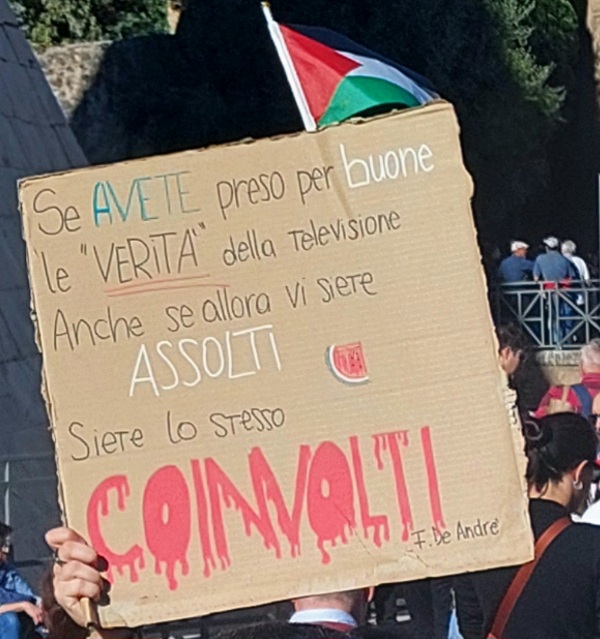 Se AVETE preso per buone
le "VERITÀ" della Televisione
Anche se allora vi siete
ASSOLTI
Siete lo stesso
COINVOLTI
F. De Andre'